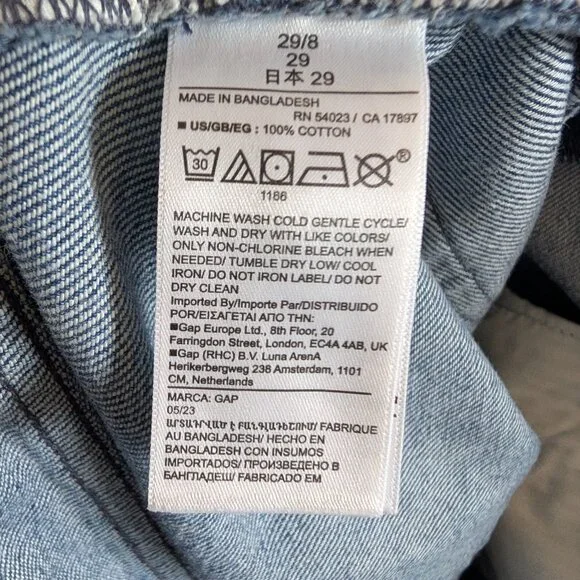 29/8
29
日本 29
MADE IN BANGLADESH
RN 54023 / CA 17897
■ US/GB/EG : 100% COTTON
30
1186
MACHINE WASH COLD GENTLE CYCLE/
WASH AND DRY WITH LIKE COLORS/
ONLY NON-CHLORINE BLEACH WHEN
NEEDED/ TUMBLE DRY LOW/ COOL
IRON/ DO NOT IRON LABEL/ DO NOT
DRY CLEAN
Imported By/Importe Par/DISTRIBUIDO
POR/ΕΙΣΑΓΕΤΑΙ ΑΠΟ ΤΗΝ:
■Gap Europe Ltd., 8th Floor, 20
Farringdon Street, London, EC4A 4AB, UK
■Gap (RHC) B.V. Luna ArenA
Herikerbergweg 238 Amsterdam, 1101
CM, Netherlands
MARCA: GAP
05/23
ԱՐՏԱԴՐՎԱԾ Է ԲԱՆԳԼԱԴԵՇՈՒՄ/ FABRIQUE
AU BANGLADESH/ HECHO EN
BANGLADESH CON INSUMOS
IMPORTADOS/ ПРОИЗВЕДЕНО В
БАНГЛАДЕШ/ FABRICADO EM